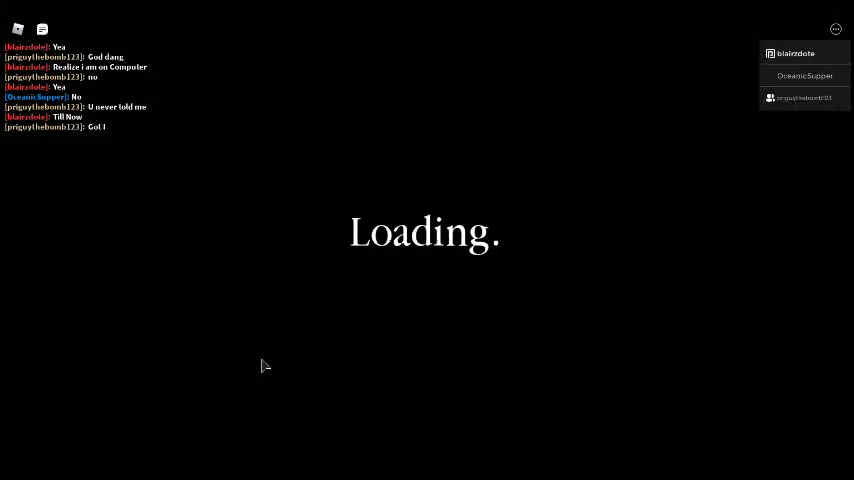 [blairzdote]: Yea
[priguythebomb123]: God dang
[blairzdote]: Realize i am on Computer
[priguythebomb123]: no
[blairzdote]: Yea
[OceanicSupper]: No
[priguythebomb123]: U never told me
[blairzdote]: Till Now
[priguythebomb123]: Got I
blairzdote
OceanicSupper
priguythebomb123
Loading.